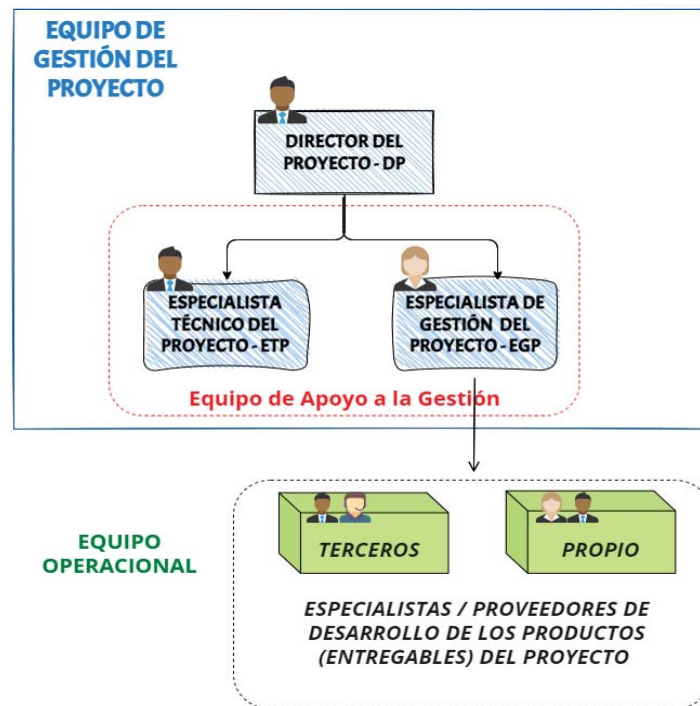 EQUIPO DE
GESTIÓN DEL
PROYECTO
DIRECTOR DEL
PROYECTO - DP
ESPECIALISTA
TÉCNICO DEL
PROYECTO - ETP
ESPECIALISTA DE
GESTIÓN DEL
PROYECTO - EGP
Equipo de Apoyo a la Gestión
EQUIPO
OPERACIONAL
TERCEROS
PROPIO
ESPECIALISTAS / PROVEEDORES DE
DESARROLLO DE LOS PRODUCTOS
(ENTREGABLES) DEL PROYECTO